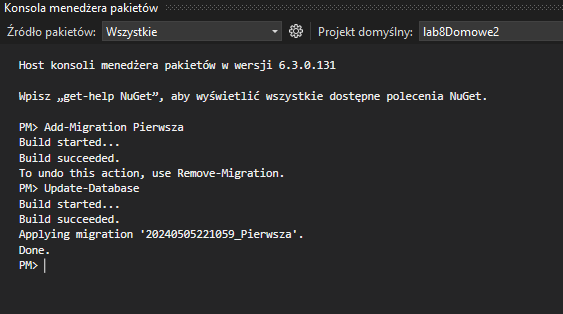 Konsola menedżera pakietów
Źródło pakietów: Wszystkie Projekt domyślny: lab8Domowe2
Host konsoli menedżera pakietów w wersji 6.3.0.131
Wpisz „get-help NuGet”, aby wyświetlić wszystkie dostępne polecenia NuGet.
PM> Add-Migration Pierwsza
Build started...
Build succeeded.
To undo this action, use Remove-Migration.
PM> Update-Database
Build started...
Build succeeded.
Applying migration '20240505221059_Pierwsza'.
Done.
PM>